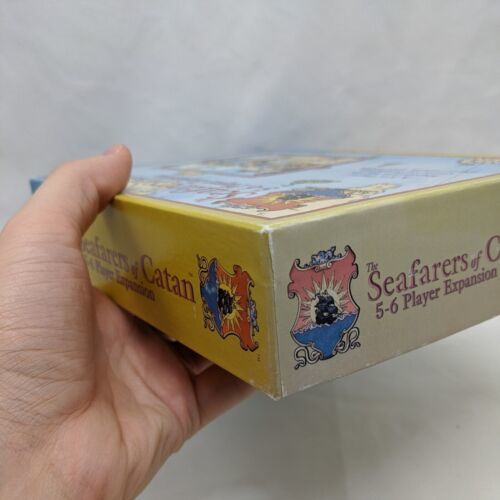 Seafarers of Catan
5-6 Player Expansion
The
Seafarers of C
5-6 Player Expansion